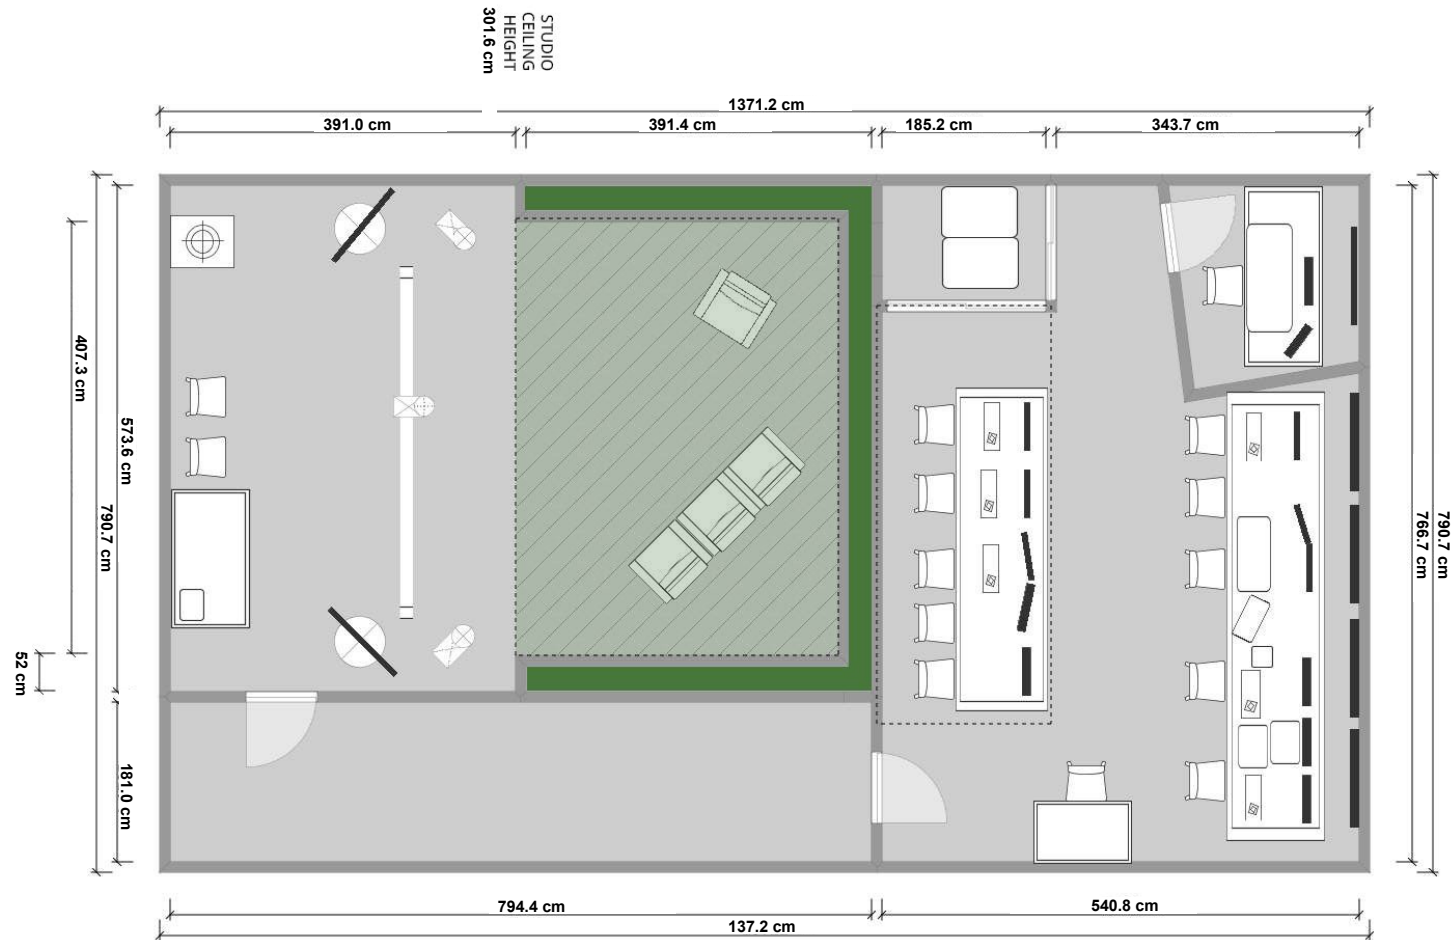 STUDIO
CEILING
HEIGHT
301.6 cm
1371.2 cm
391.0 cm
391.4 cm
185.2 cm
343.7 cm
407.3 cm
573.6 cm
790.7 cm
52 cm
181.0 cm
790.7 cm
766.7 cm
794.4 cm
540.8 cm
137.2 cm